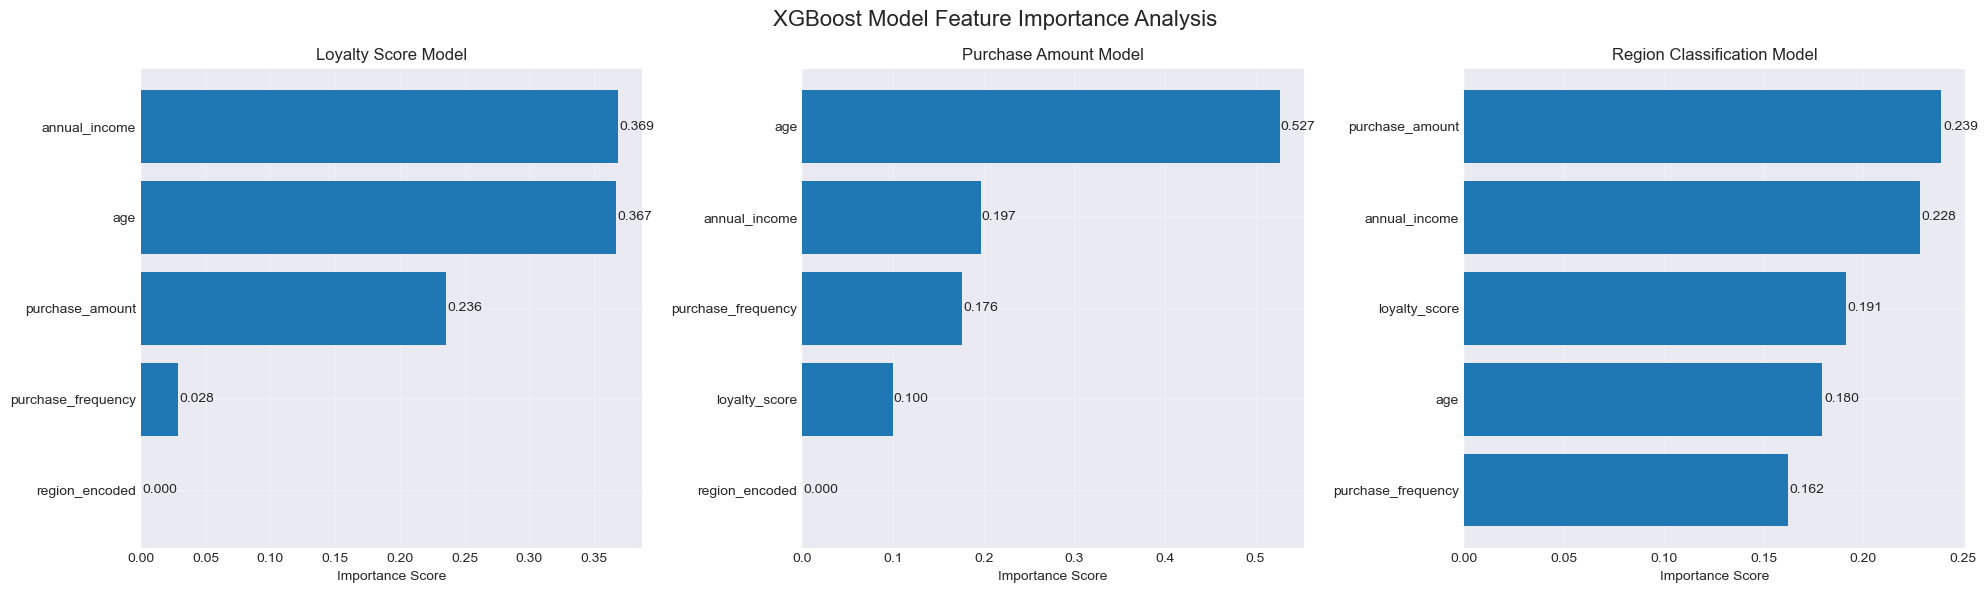 XGBoost Model Feature Importance Analysis
Loyalty Score Model
annual_income
0.369
age
0.367
purchase_amount
0.236
purchase_frequency
0.028
region_encoded
0.000
0.00 0.05 0.10 0.15 0.20 0.25 0.30 0.35
Importance Score
Purchase Amount Model
age
0.527
annual_income
0.197
purchase_frequency
0.176
loyalty_score
0.100
region_encoded
0.000
0.0 0.1 0.2 0.3 0.4 0.5
Importance Score
Region Classification Model
purchase_amount
0.239
annual_income
0.228
loyalty_score
0.191
age
0.180
purchase_frequency
0.162
0.00 0.05 0.10 0.15 0.20 0.25
Importance Score